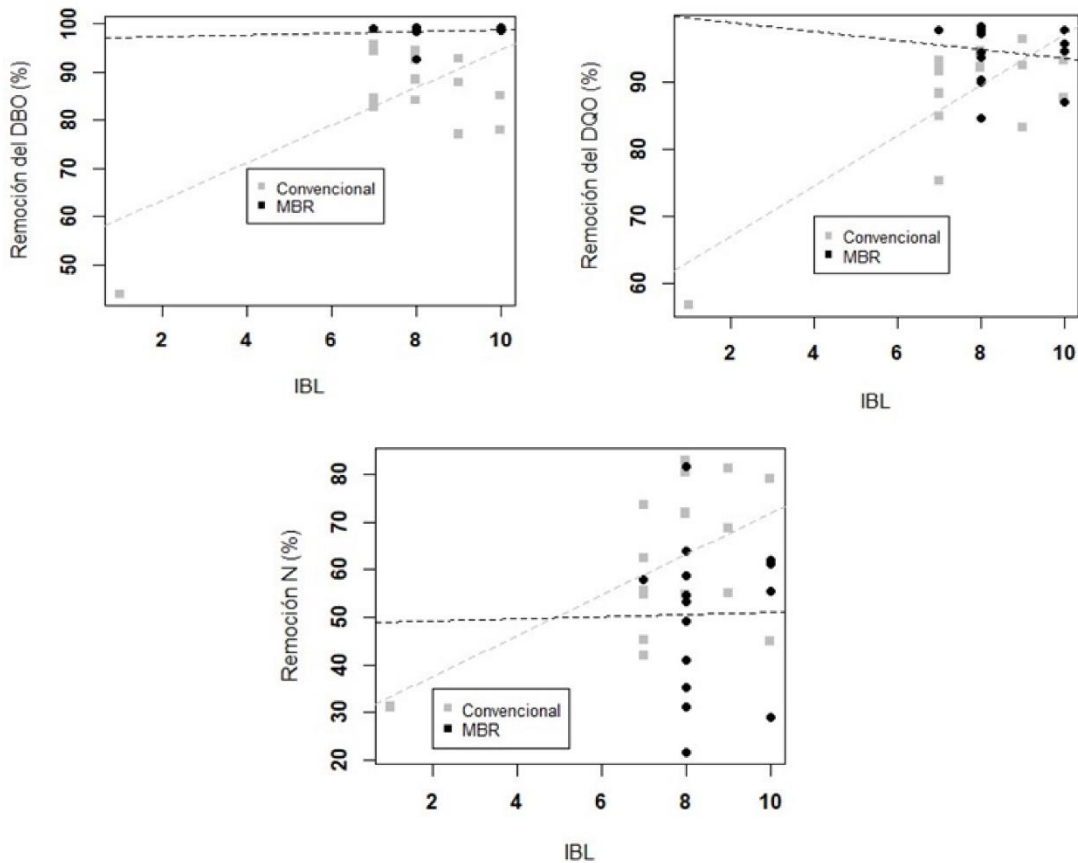 Remoción del DBO (%)
100
90
80
70
60
50
Convencional
MBR
2 4 6 8 10
IBL
Remoción del DQO (%)
90
80
70
60
Convencional
MBR
2 4 6 8 10
IBL
Remoción N (%)
80
70
60
50
40
30
20
Convencional
MBR
2 4 6 8 10
IBL